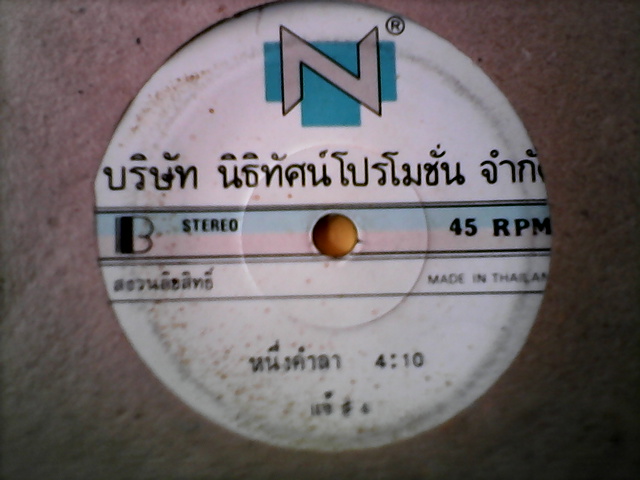 N ®
บริษัท นิธิทัศน์โปรโมชั่น จำกั
B STEREO 45 RPM
สงวนลิขสิทธิ์ MADE IN THAILAN
หนึ่งคำลา 4:10